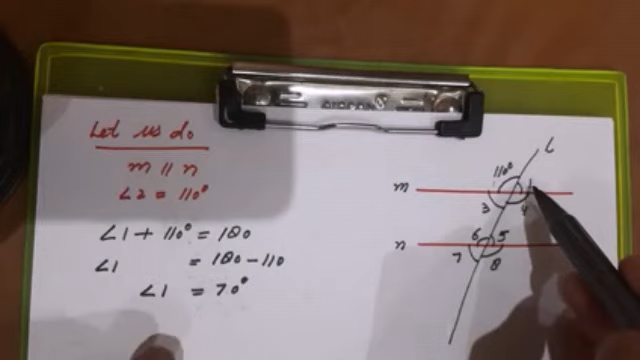 Let us do
m // n
∠2 = 110°
∠1 + 110° = 180
∠1 = 180 - 110
∠1 = 70°
L
110°
m
3
4
6 5
n
7 8